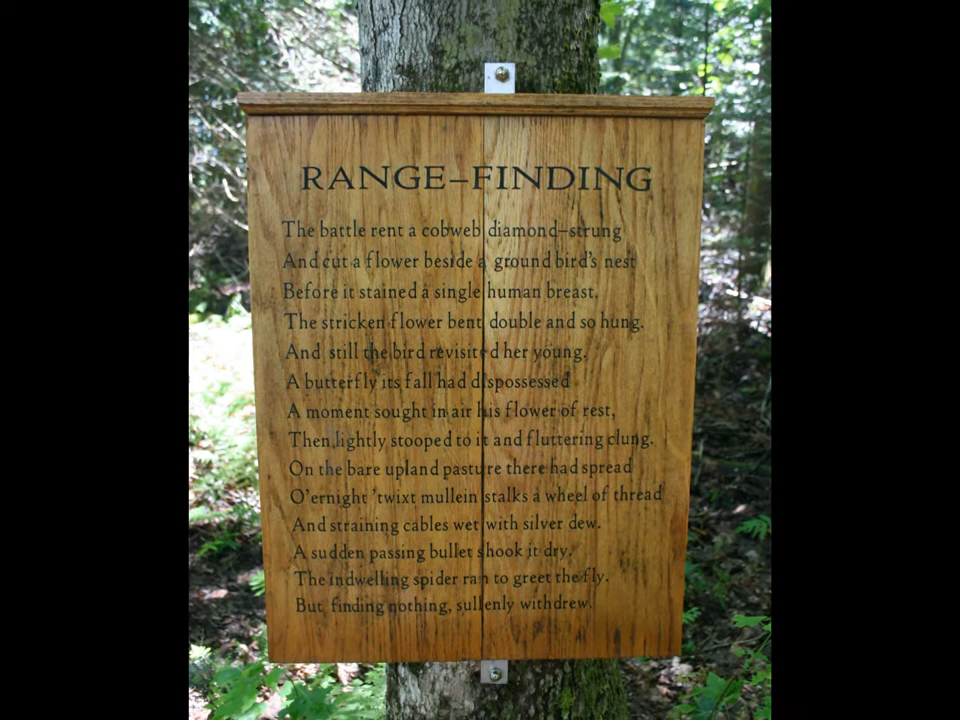 RANGE–FINDING
The battle rent a cobweb diamond–strung
And cut a flower beside a ground bird's nest
Before it stained a single human breast.
The stricken flower bent double and so hung.
And still the bird revisited her young.
A butterfly its fall had dispossessed
A moment sought in air his flower of rest,
Then lightly stooped to it and fluttering clung.
On the bare upland pasture there had spread
O'ernight 'twixt mullein stalks a wheel of thread
And straining cables wet with silver dew.
A sudden passing bullet shook it dry.
The indwelling spider ran to greet the fly.
But finding nothing, sullenly withdrew.